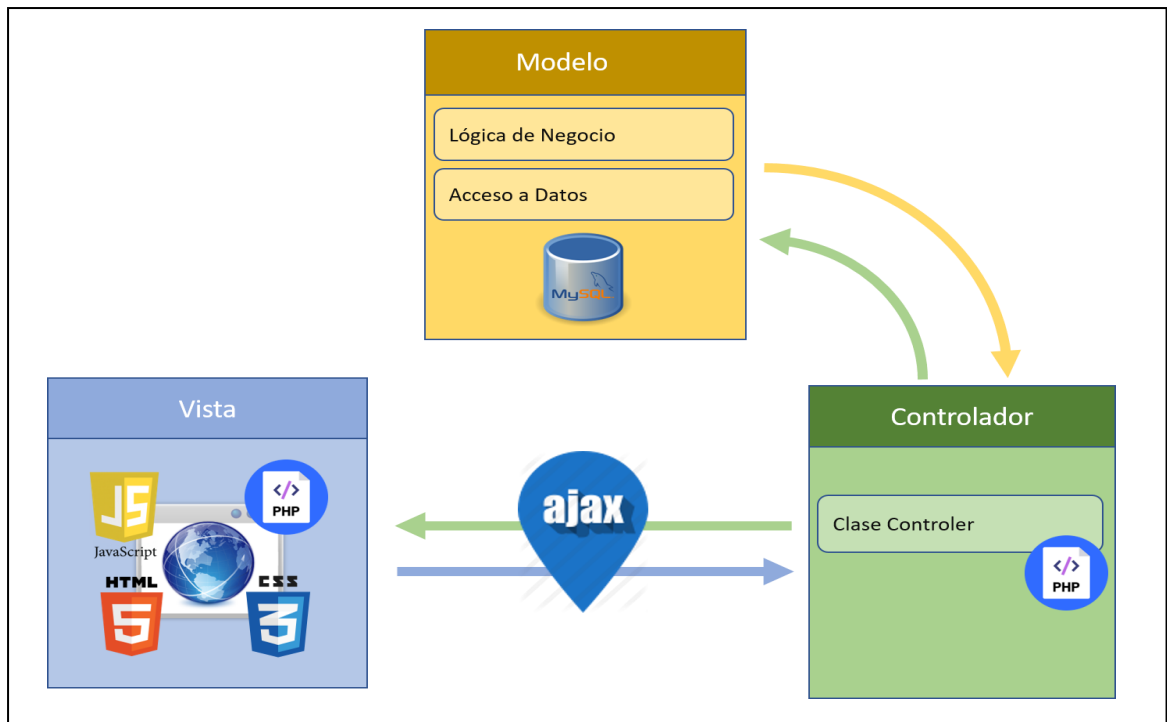 Modelo
Lógica de Negocio
Acceso a Datos
MySQL
Vista
JS
JavaScript
</>
PHP
HTML
5
CSS
3
ajax
Controlador
Clase Controler
</>
PHP